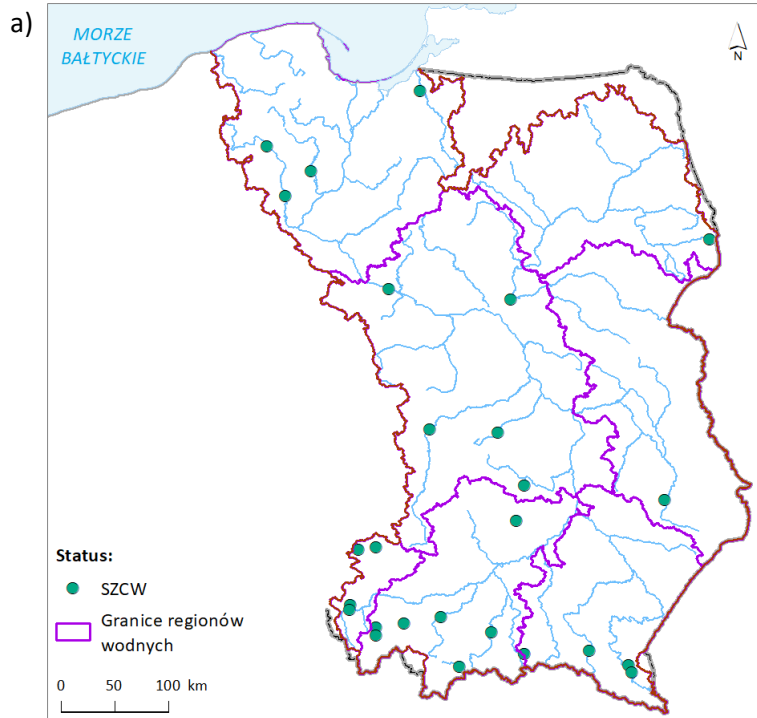 a)
MORZE
BAŁTYCKIE
N
Status:
SZCW
Granice regionów
wodnych
0 50 100 km